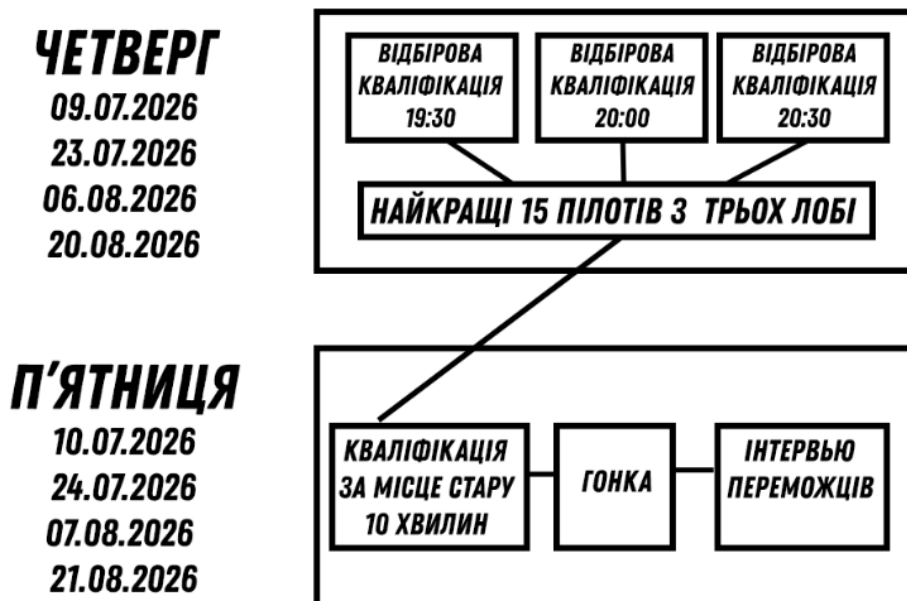 ЧЕТВЕРГ
09.07.2026
23.07.2026
06.08.2026
20.08.2026
ВІДБІРОВА
КВАЛІФІКАЦІЯ
19:30
ВІДБІРОВА
КВАЛІФІКАЦІЯ
20:00
ВІДБІРОВА
КВАЛІФІКАЦІЯ
20:30
НАЙКРАЩІ 15 ПІЛОТІВ З ТРЬОХ ЛОБІ
П'ЯТНИЦЯ
10.07.2026
24.07.2026
07.08.2026
21.08.2026
КВАЛІФІКАЦІЯ
ЗА МІСЦЕ СТАРУ
10 ХВИЛИН
ГОНКА
ІНТЕРВЬЮ
ПЕРЕМОЖЦІВ